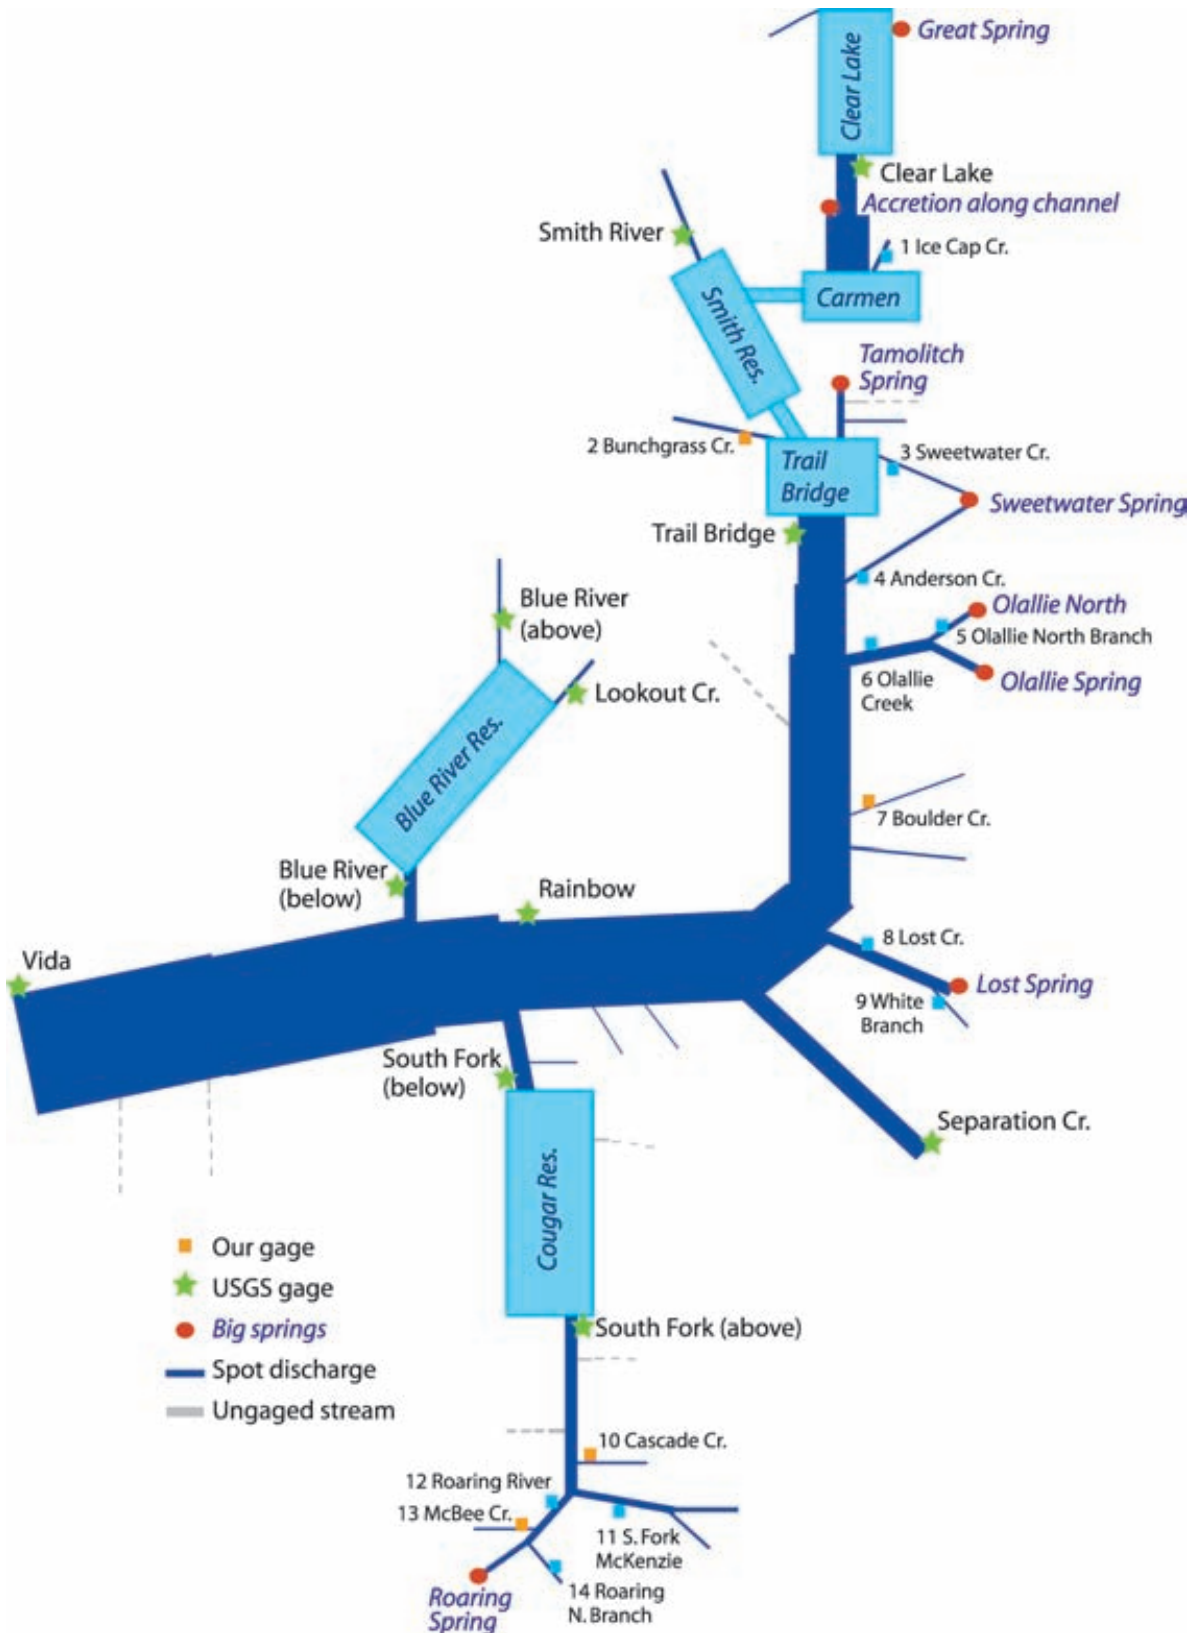 Great Spring
Clear Lake
Clear Lake
Accretion along channel
Smith River
1 Ice Cap Cr.
Carmen
Smith Res.
Tamolitch
Spring
2 Bunchgrass Cr.
Trail
Bridge
3 Sweetwater Cr.
Sweetwater Spring
Trail Bridge
4 Anderson Cr.
Blue River
(above)
Olallie North
5 Olallie North Branch
6 Olallie
Creek
Olallie Spring
Lookout Cr.
Blue River Res.
7 Boulder Cr.
Blue River
(below)
Rainbow
Vida
8 Lost Cr.
Lost Spring
9 White
Branch
South Fork
(below)
Separation Cr.
Cougar Res.
Our gage
USGS gage
Big springs
Spot discharge
Ungaged stream
South Fork (above)
10 Cascade Cr.
12 Roaring River
13 McBee Cr.
11 S. Fork
McKenzie
14 Roaring
N. Branch
Roaring
Spring